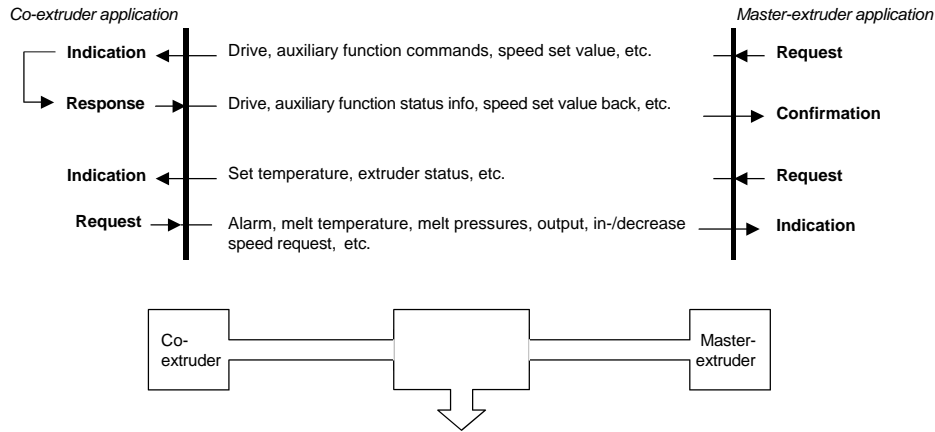 Co-extruder application Master-extruder application
Indication Drive, auxiliary function commands, speed set value, etc. Request
Response Drive, auxiliary function status info, speed set value back, etc. Confirmation
Indication Set temperature, extruder status, etc. Request
Request Alarm, melt temperature, melt pressures, output, in-/decrease Indication
speed request, etc.
Co- Master-
extruder extruder